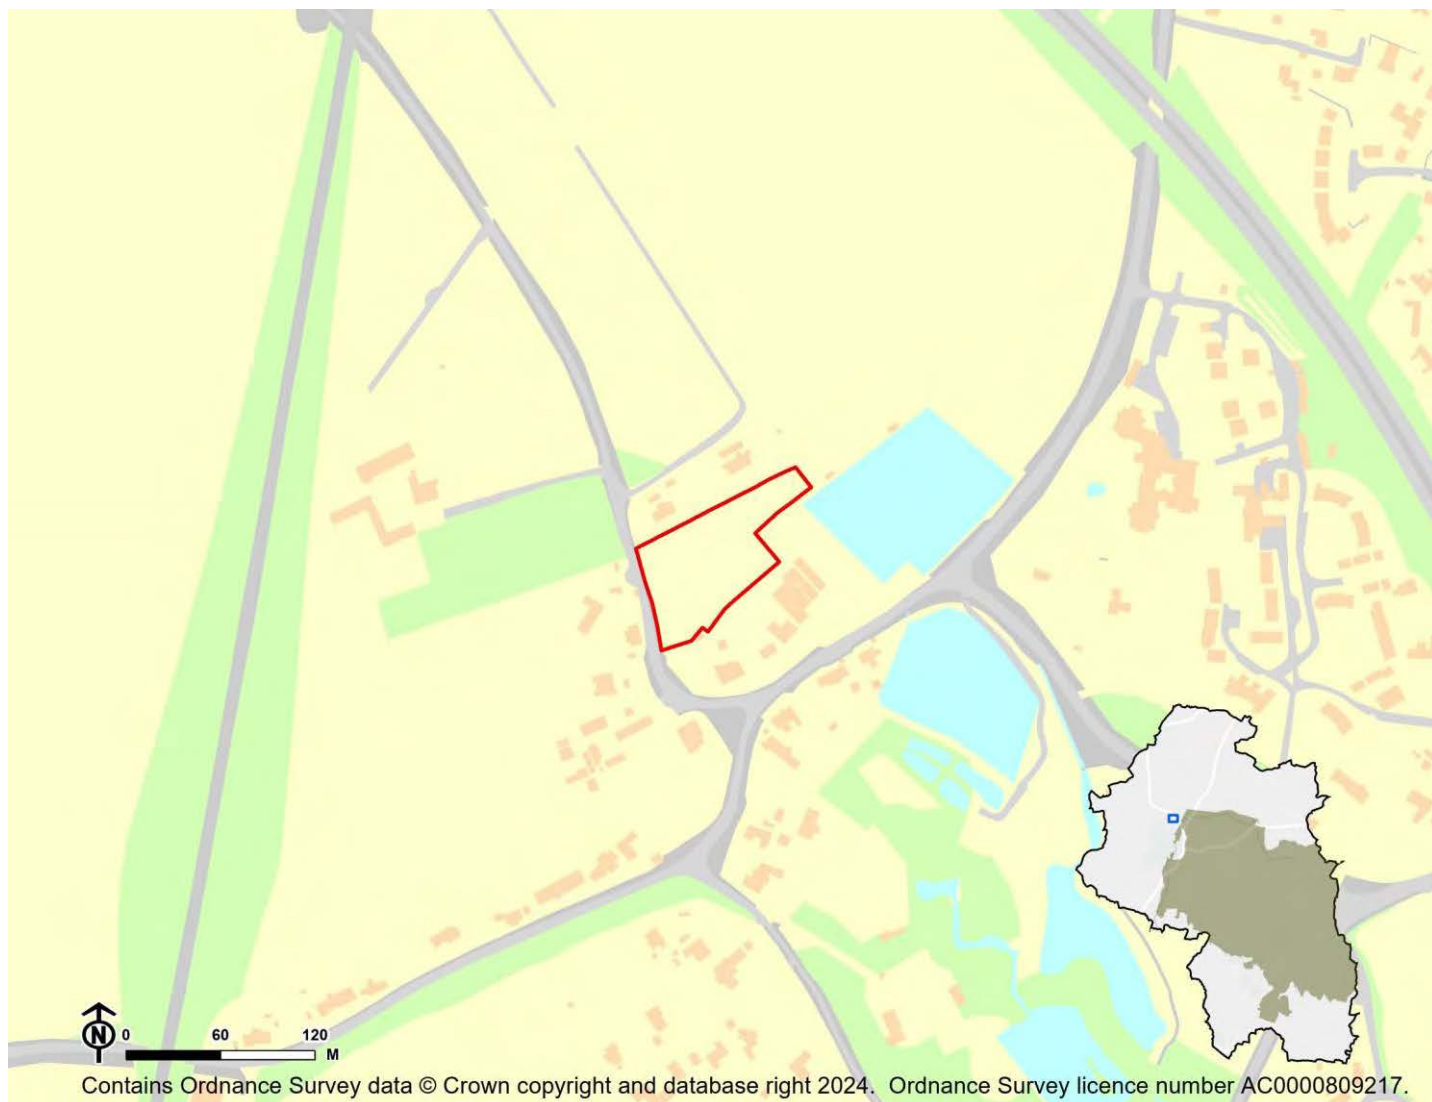 N 0 60 120
M
Contains Ordnance Survey data © Crown copyright and database right 2024. Ordnance Survey licence number AC0000809217.